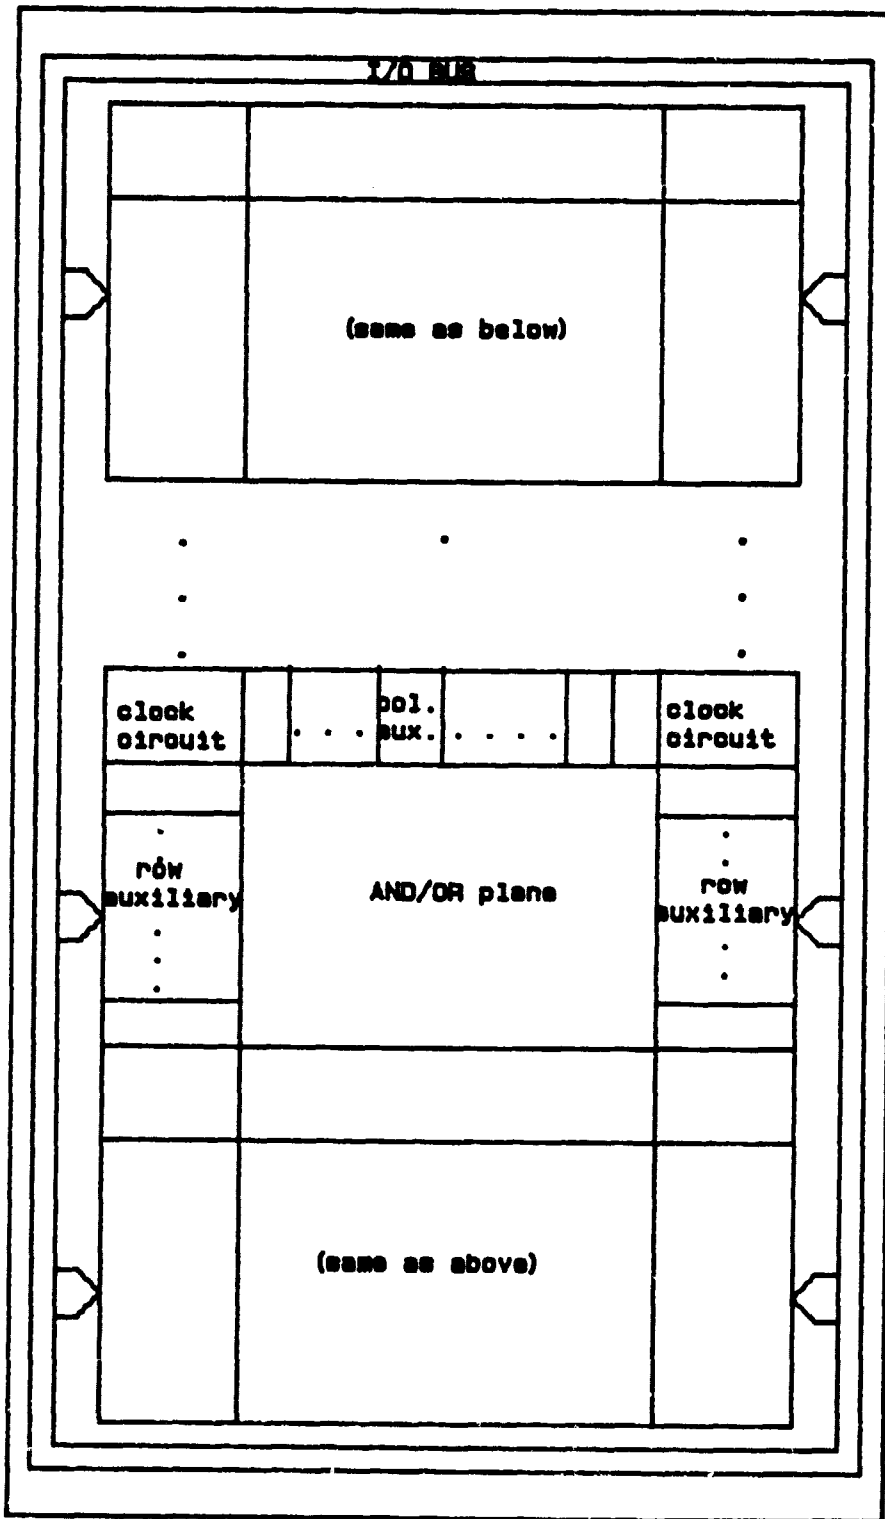 I/O BUS
(same as below)
clock
circuit
col.
aux.
clock
circuit
row
auxiliary
AND/OR plane
row
auxiliary
(same as above)